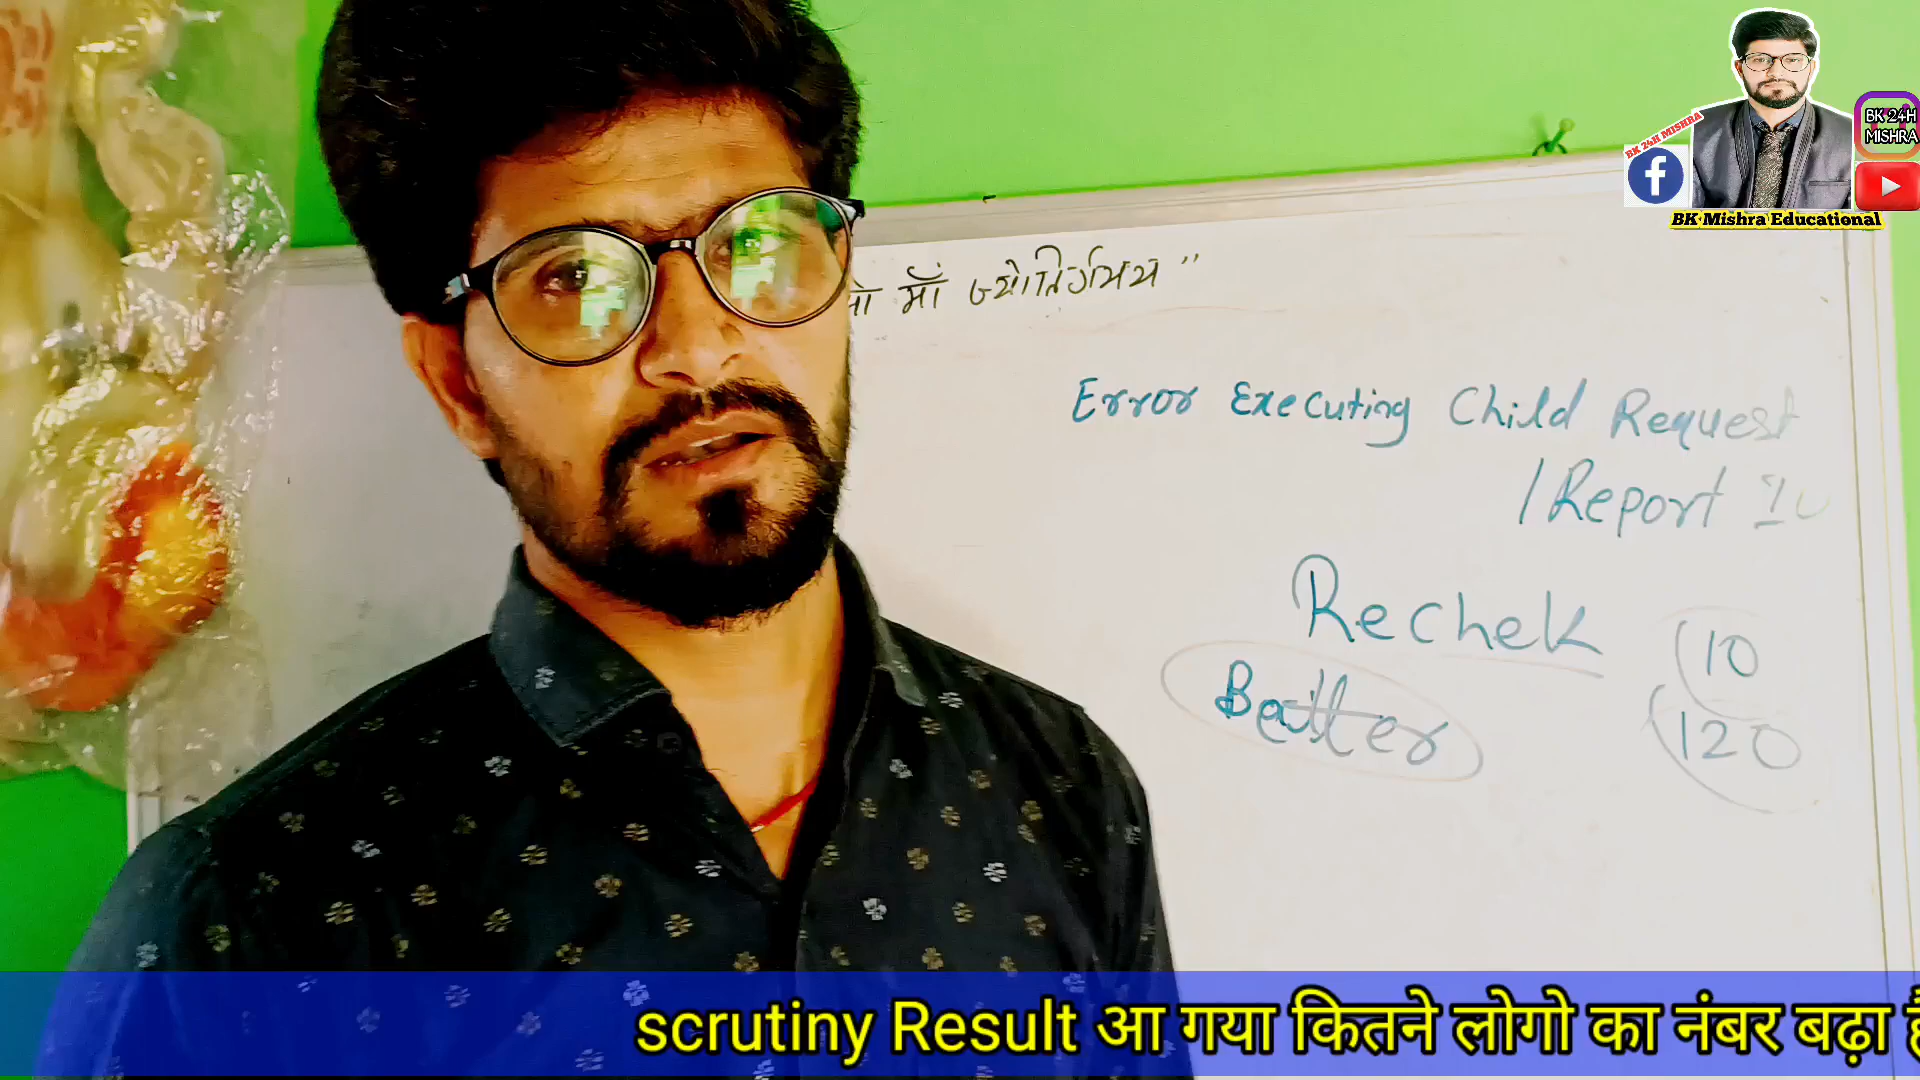 BK 24H
MISHRA
BK 24H MISHRA
f
BK Mishra Educational
मॉं ज्योतिर्गमय ”
Error Executing Child Request
/Report
Rechek
10
Better
120
scrutiny Result आ गया कितने लोगो का नंबर बढ़ा